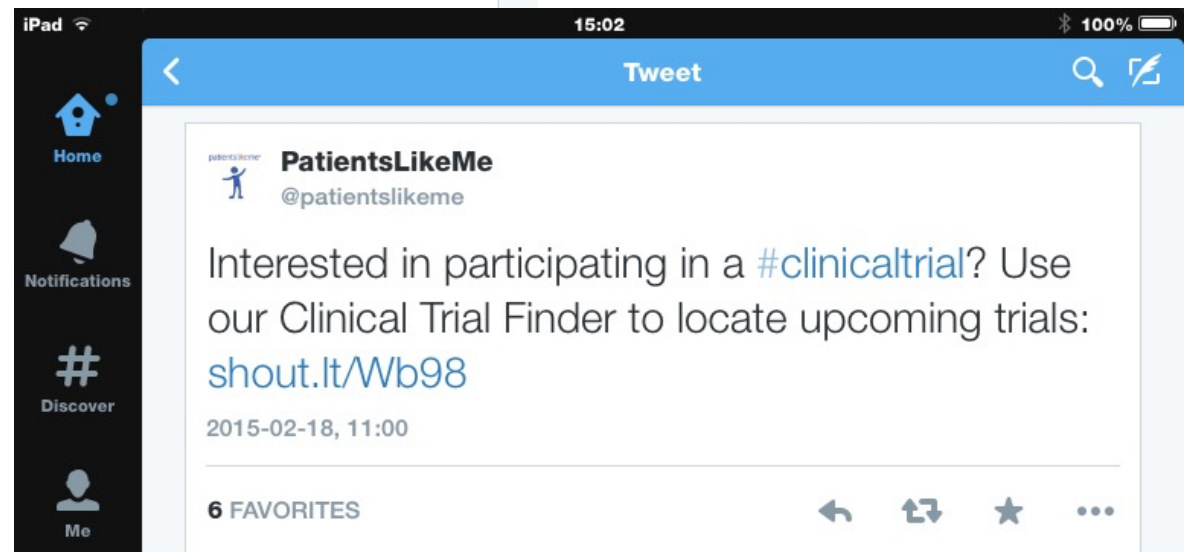 iPad 15:02 100%
Tweet
Home
Notifications
Discover
Me
patientslikeme
PatientsLikeMe
@patientslikeme
Interested in participating in a #clinicaltrial? Use
our Clinical Trial Finder to locate upcoming trials:
shout.lt/Wb98
2015-02-18, 11:00
6 FAVORITES